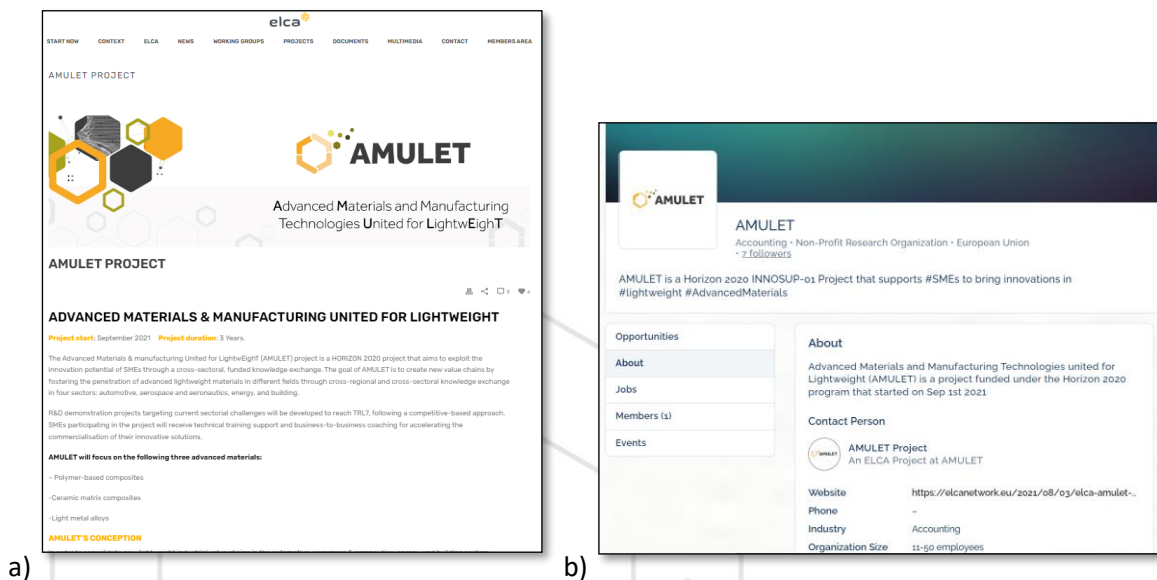 elca
START NOW CONTEXT ELCA NEWS WORKING GROUPS PROJECTS DOCUMENTS MULTIMEDIA CONTACT MEMBERS AREA
AMULET PROJECT
AMULET
Advanced Materials and Manufacturing
Technologies United for LightwEighT
AMULET PROJECT
0
ADVANCED MATERIALS & MANUFACTURING UNITED FOR LIGHTWEIGHT
Project start: September 2021 Project duration: 3 Years.
The Advanced Materials & manufacturing United for LightwEighT (AMULET) project is a HORIZON 2020 project that aims to exploit the
innovation potential of SMEs through a cross-sectoral, funded knowledge exchange. The goal of AMULET is to create new value chains by
fostering the penetration of advanced lightweight materials in different fields through cross-regional and cross-sectoral knowledge exchange
in four sectors: automotive, aerospace and aeronautics, energy, and building.
R&D demonstration projects targeting current sectorial challenges will be developed to reach TRL7, following a competitive-based approach.
SMEs participating in the project will receive technical training support and business-to-business coaching for accelerating the
commercialisation of their innovative solutions.
AMULET will focus on the following three advanced materials:
– Polymer-based composites
-Ceramic matrix composites
-Light metal alloys
AMULET'S CONCEPTION
a)
AMULET
AMULET
Accounting • Non-Profit Research Organization • European Union
• 7 followers
AMULET is a Horizon 2020 INNOSUP-01 Project that supports #SMEs to bring innovations in
#lightweight #AdvancedMaterials
Opportunities
About
Jobs
Members (1)
Events
About
Advanced Materials and Manufacturing Technologies united for
Lightweight (AMULET) is a project funded under the Horizon 2020
program that started on Sep 1st 2021
Contact Person
AMULET
AMULET Project
An ELCA Project at AMULET
Website https://elcanetwork.eu/2021/08/03/elca-amulet-..
Phone –
Industry Accounting
Organization Size 11-50 employees
b)